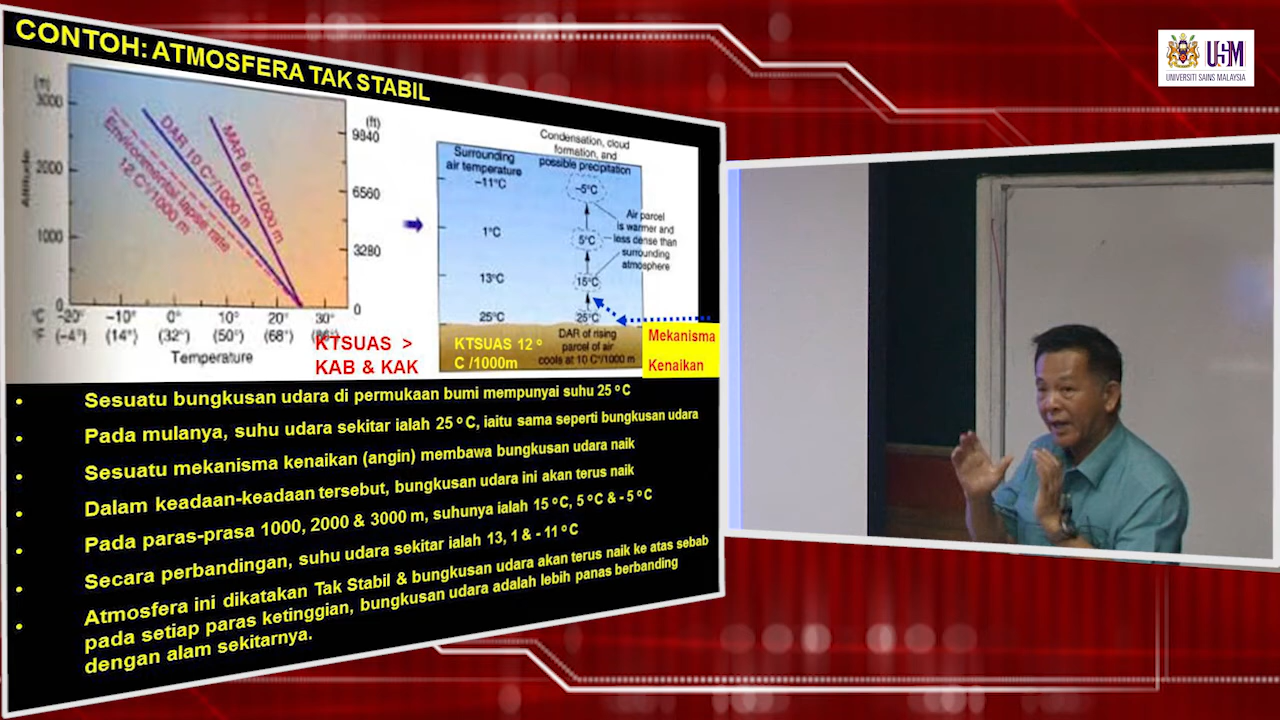 CONTOH: ATMOSFERA TAK STABIL
USM
UNIVERSITI SAINS MALAYSIA
(m)
3000
2000
1000
0
Altitude
Environmental lapse rate
12 C°/1000 m
DAR 10 C°/1000 m
MAR 6 C°/1000 m
(ft)
9840
6560
3280
0
°C -20° -10° 0° 10° 20° 30°
°F (-4°) (14°) (32°) (50°) (68°) (86°)
Temperature
KTSUAS >
KAB & KAK
Surrounding
air temperature
-11°C
1°C
13°C
25°C
Condensation, cloud
formation, and
possible precipitation
-5°C
5°C
15°C
25°C
Air parcel
is warmer and
less dense than
surrounding
atmosphere
KTSUAS 12 º
C /1000m
DAR of rising
parcel of air
cools at 10 C°/1000 m
Mekanisma
Kenaikan
• Sesuatu bungkusan udara di permukaan bumi mempunyai suhu 25 º C
• Pada mulanya, suhu udara sekitar ialah 25 º C, iaitu sama seperti bungkusan udara
• Sesuatu mekanisma kenaikan (angin) membawa bungkusan udara naik
• Dalam keadaan-keadaan tersebut, bungkusan udara ini akan terus naik
• Pada paras-prasa 1000, 2000 & 3000 m, suhunya ialah 15 º C, 5 º C & - 5 º C
• Secara perbandingan, suhu udara sekitar ialah 13, 1 & - 11 º C
• Atmosfera ini dikatakan Tak Stabil & bungkusan udara akan terus naik ke atas sebab
pada setiap paras ketinggian, bungkusan udara adalah lebih panas berbanding
dengan alam sekitarnya.